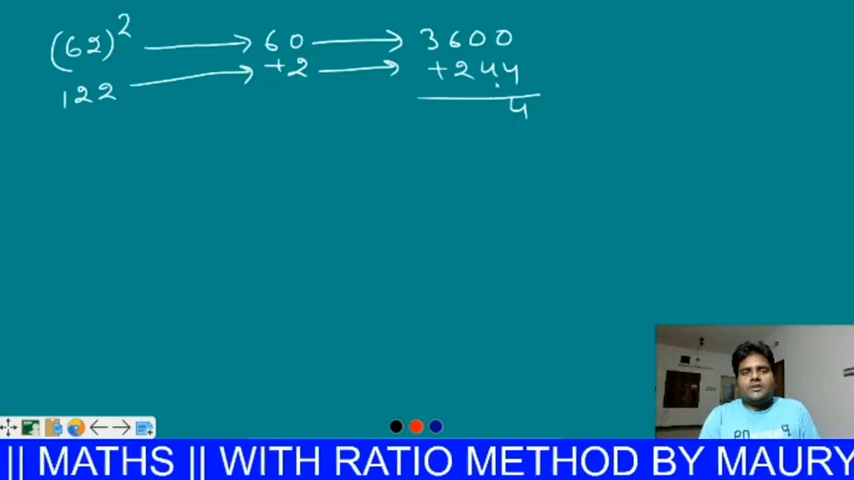 (62)² → 60 → 3600
122 → +2 → +244
4
|| MATHS || WITH RATIO METHOD BY MAURY